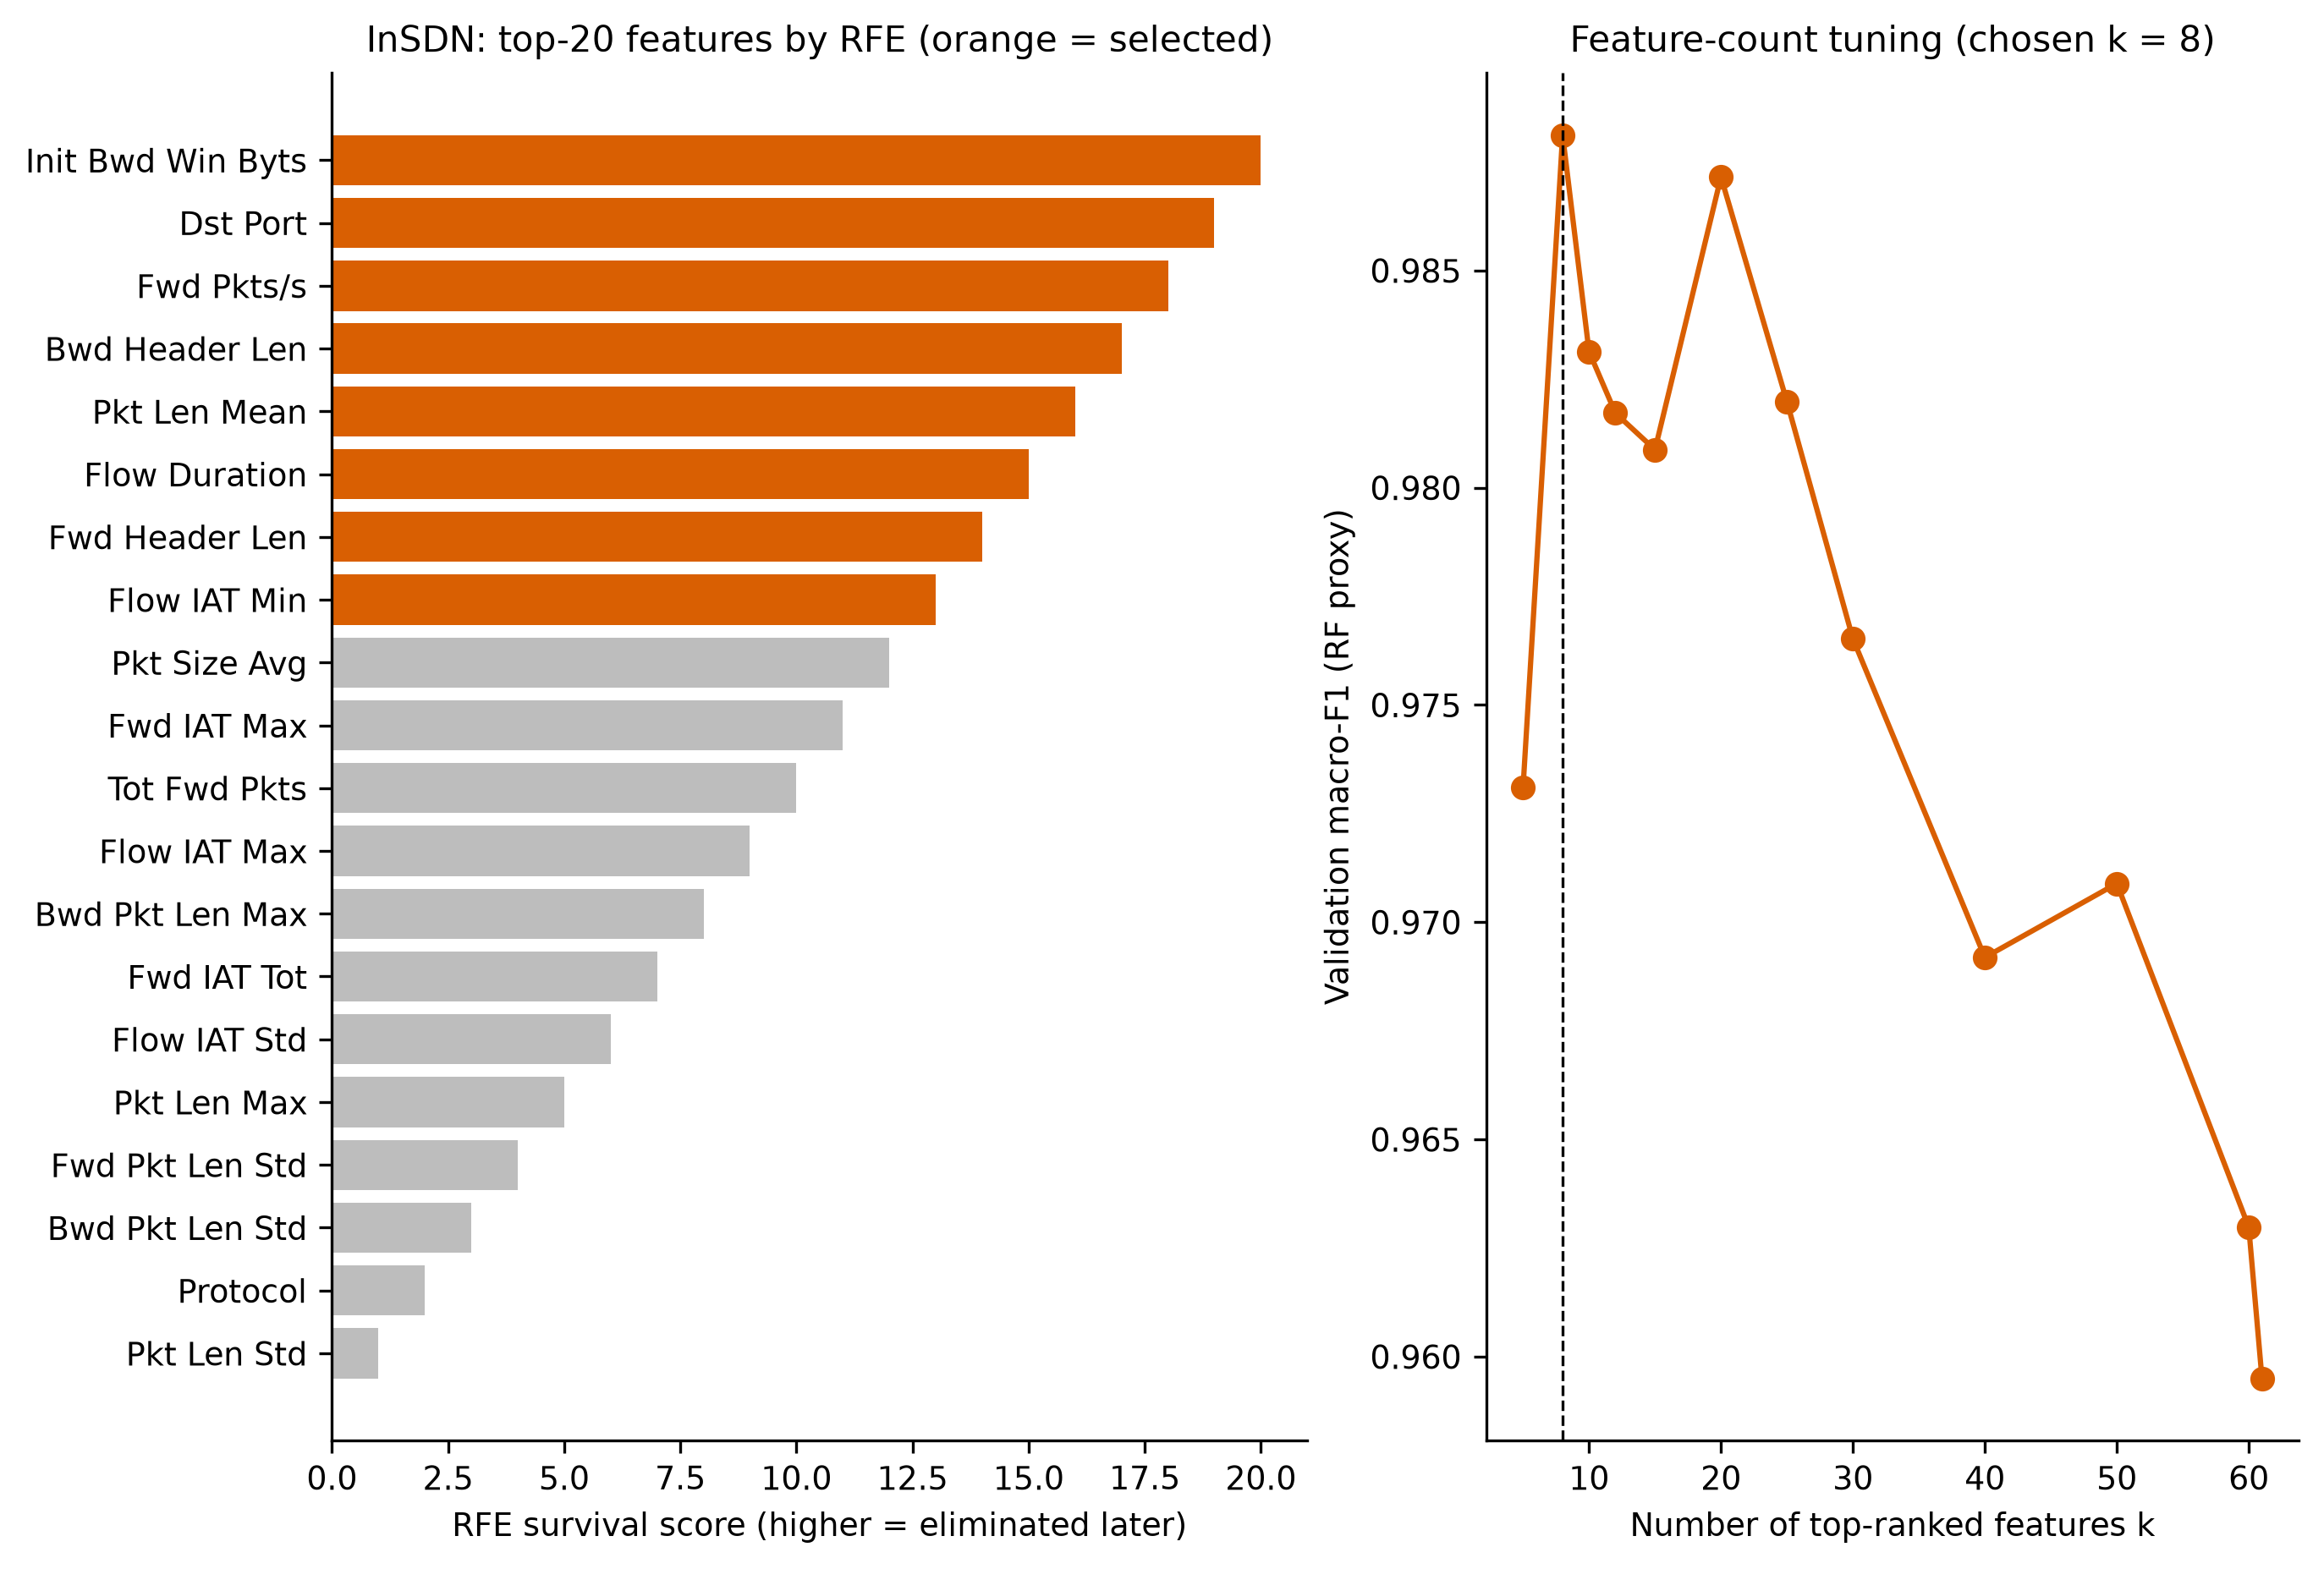 InSDN: top-20 features by RFE (orange = selected)
Init Bwd Win Byts
Dst Port
Fwd Pkts/s
Bwd Header Len
Pkt Len Mean
Flow Duration
Fwd Header Len
Flow IAT Min
Pkt Size Avg
Fwd IAT Max
Tot Fwd Pkts
Flow IAT Max
Bwd Pkt Len Max
Fwd IAT Tot
Flow IAT Std
Pkt Len Max
Fwd Pkt Len Std
Bwd Pkt Len Std
Protocol
Pkt Len Std
0.0 2.5 5.0 7.5 10.0 12.5 15.0 17.5 20.0
RFE survival score (higher = eliminated later)
Feature-count tuning (chosen k = 8)
Validation macro-F1 (RF proxy)
0.985
0.980
0.975
0.970
0.965
0.960
10 20 30 40 50 60
Number of top-ranked features k